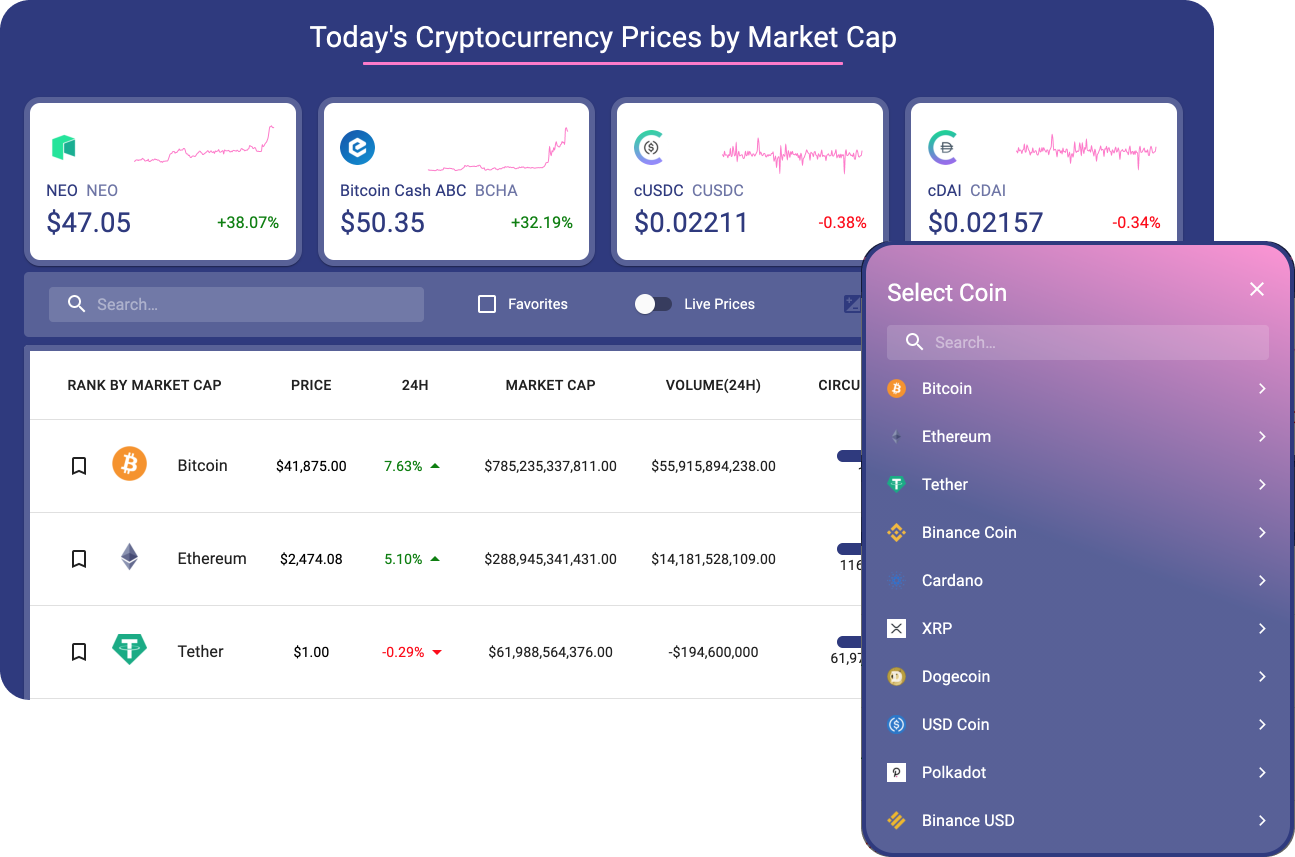 Today's Cryptocurrency Prices by Market Cap
NEO NEO
$47.05 +38.07%
Bitcoin Cash ABC BCHA
$50.35 +32.19%
cUSDC CUSDC
$0.02211 -0.38%
cDAI CDAI
$0.02157 -0.34%
Search...
Favorites
Live Prices
RANK BY MARKET CAP PRICE 24H MARKET CAP VOLUME(24H) CIRCU
Bitcoin $41,875.00 7.63% $785,235,337,811.00 $55,915,894,238.00
Ethereum $2,474.08 5.10% $288,945,341,431.00 $14,181,528,109.00
116
Tether $1.00 -0.29% $61,988,564,376.00 -$194,600,000
61,97
Select Coin
Search...
Bitcoin
Ethereum
Tether
Binance Coin
Cardano
XRP
Dogecoin
USD Coin
Polkadot
Binance USD